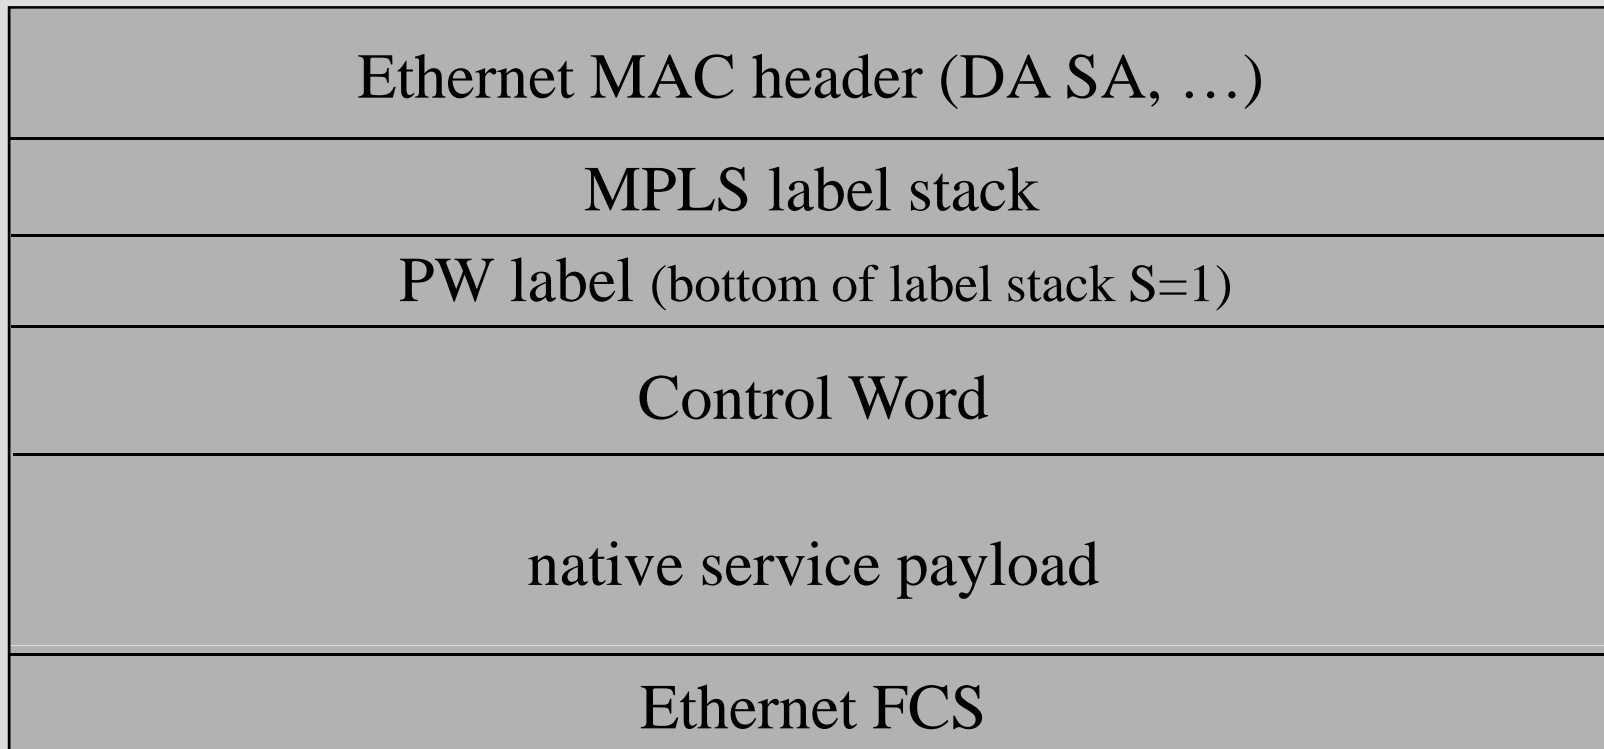 Ethernet MAC header (DA SA, …)
MPLS label stack
PW label (bottom of label stack S=1)
Control Word
native service payload
Ethernet FCS